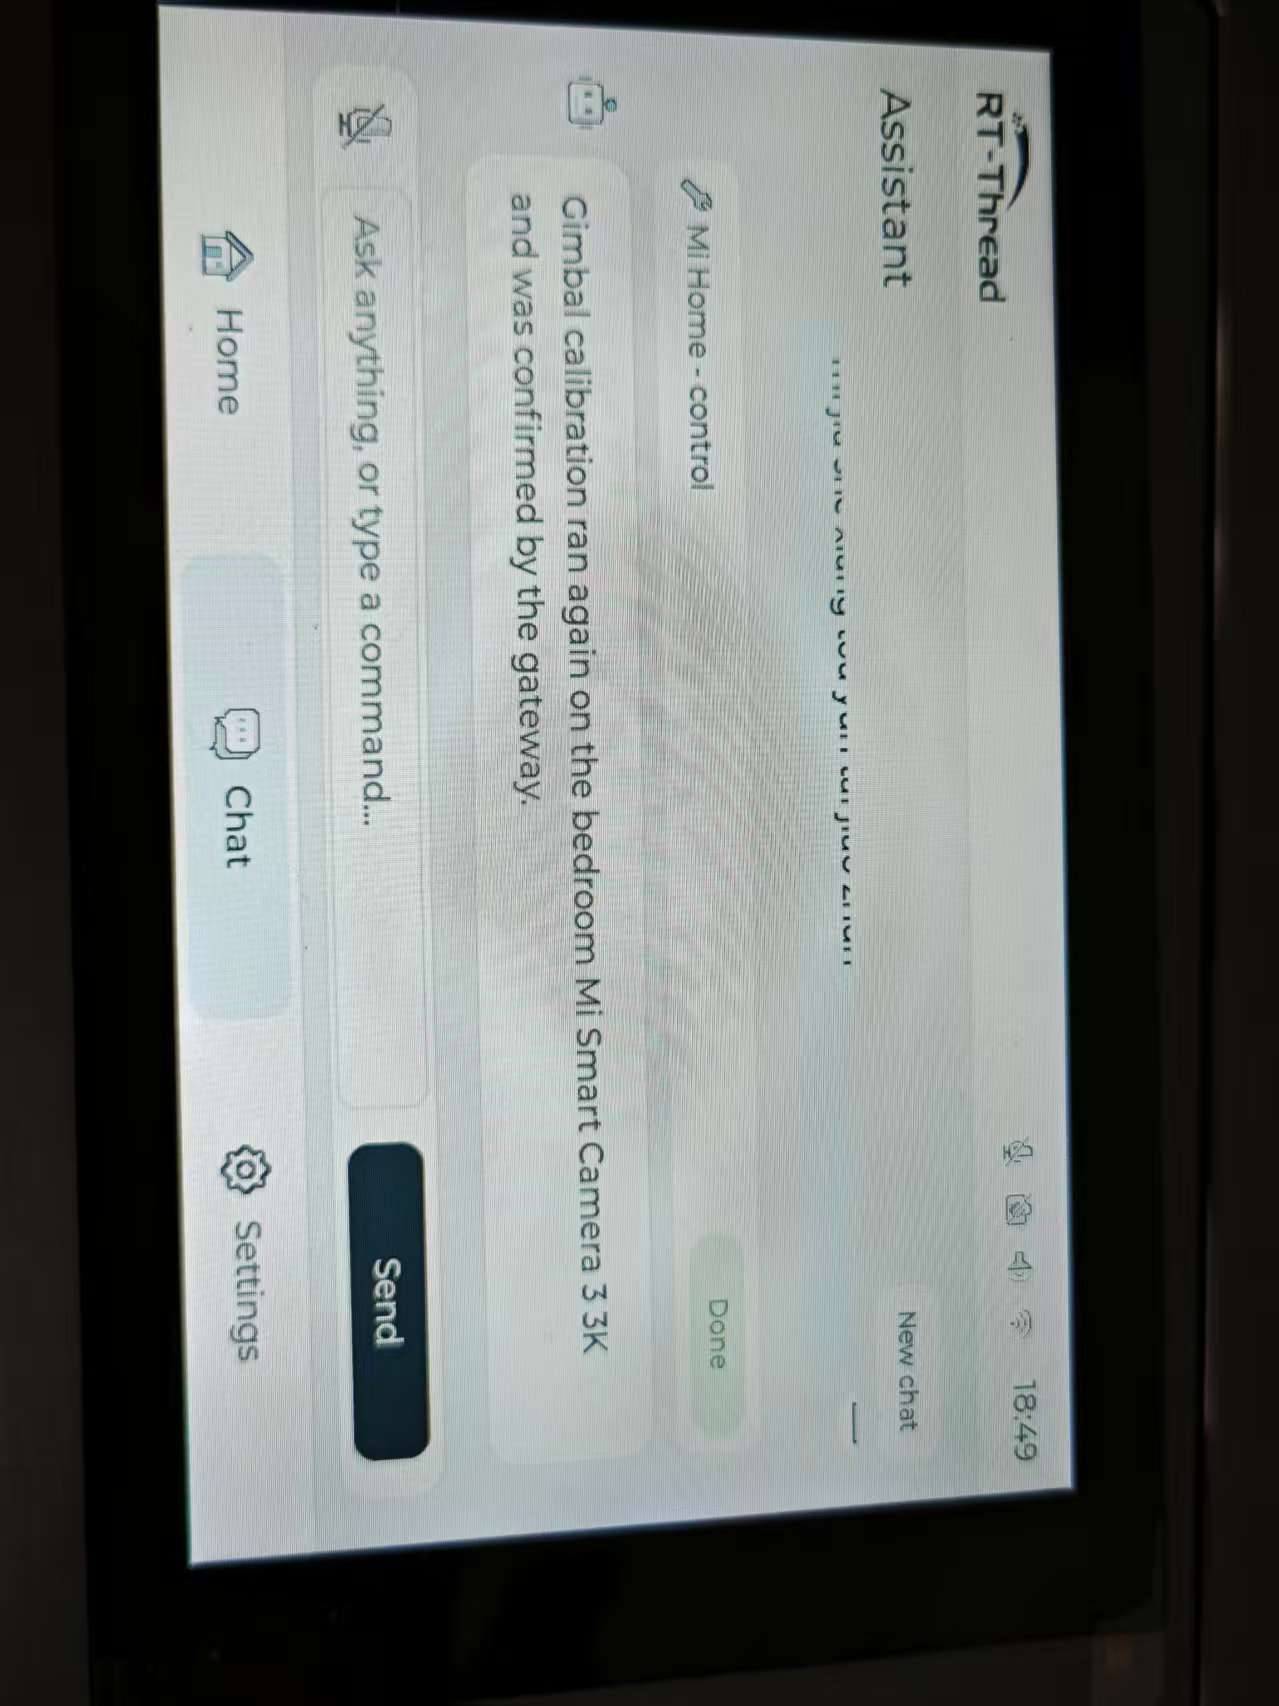 RT-Thread
18:49
Assistant
New chat
Mi Home - control
Done
Gimbal calibration ran again on the bedroom Mi Smart Camera 3 3K
and was confirmed by the gateway.
Ask anything, or type a command...
Send
Home
Chat
Settings